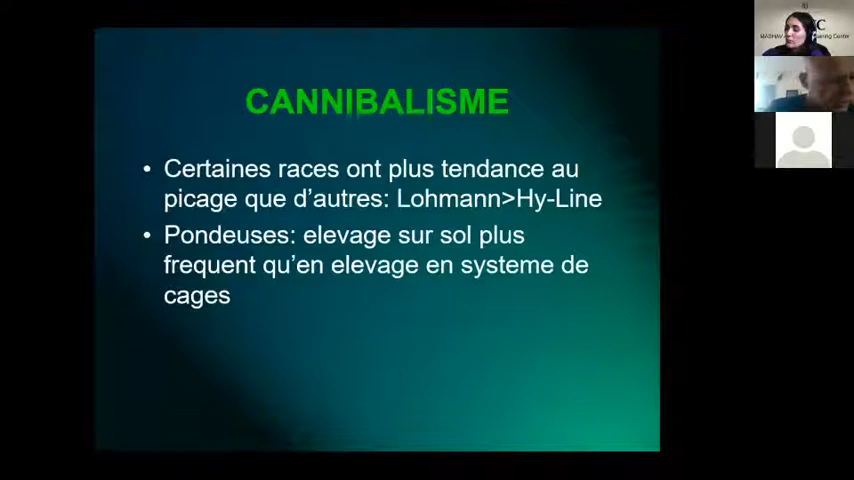 CANNIBALISME
• Certaines races ont plus tendance au
picage que d'autres: Lohmann>Hy-Line
• Pondeuses: elevage sur sol plus
frequent qu'en elevage en systeme de
cages